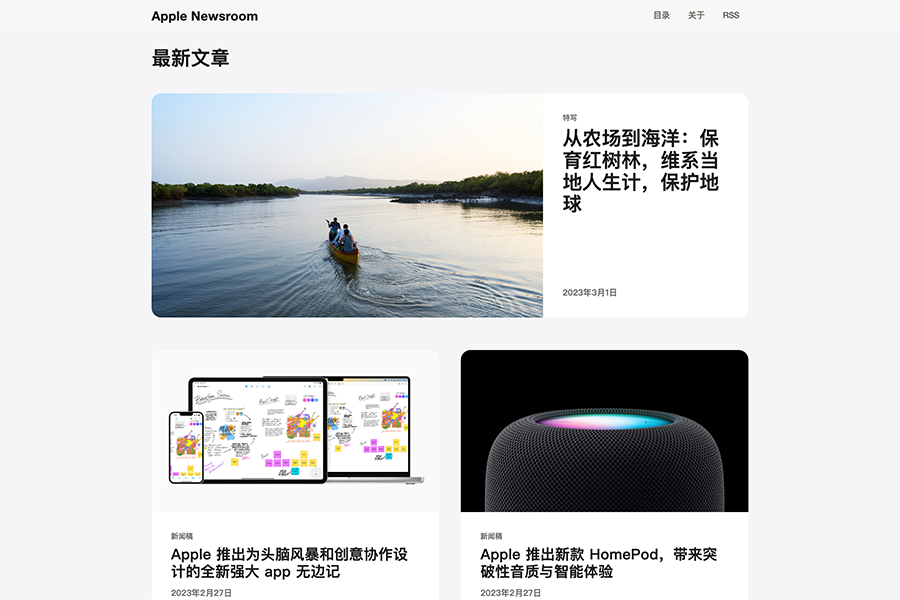 Apple Newsroom
目录 关于 RSS
最新文章
特写
从农场到海洋：保
育红树林，维系当
地人生计，保护地
球
2023年3月1日
新闻稿
Apple 推出为头脑风暴和创意协作设
计的全新强大 app 无边记
2023年2月27日
新闻稿
Apple 推出新款 HomePod，带来突
破性音质与智能体验
2023年2月27日